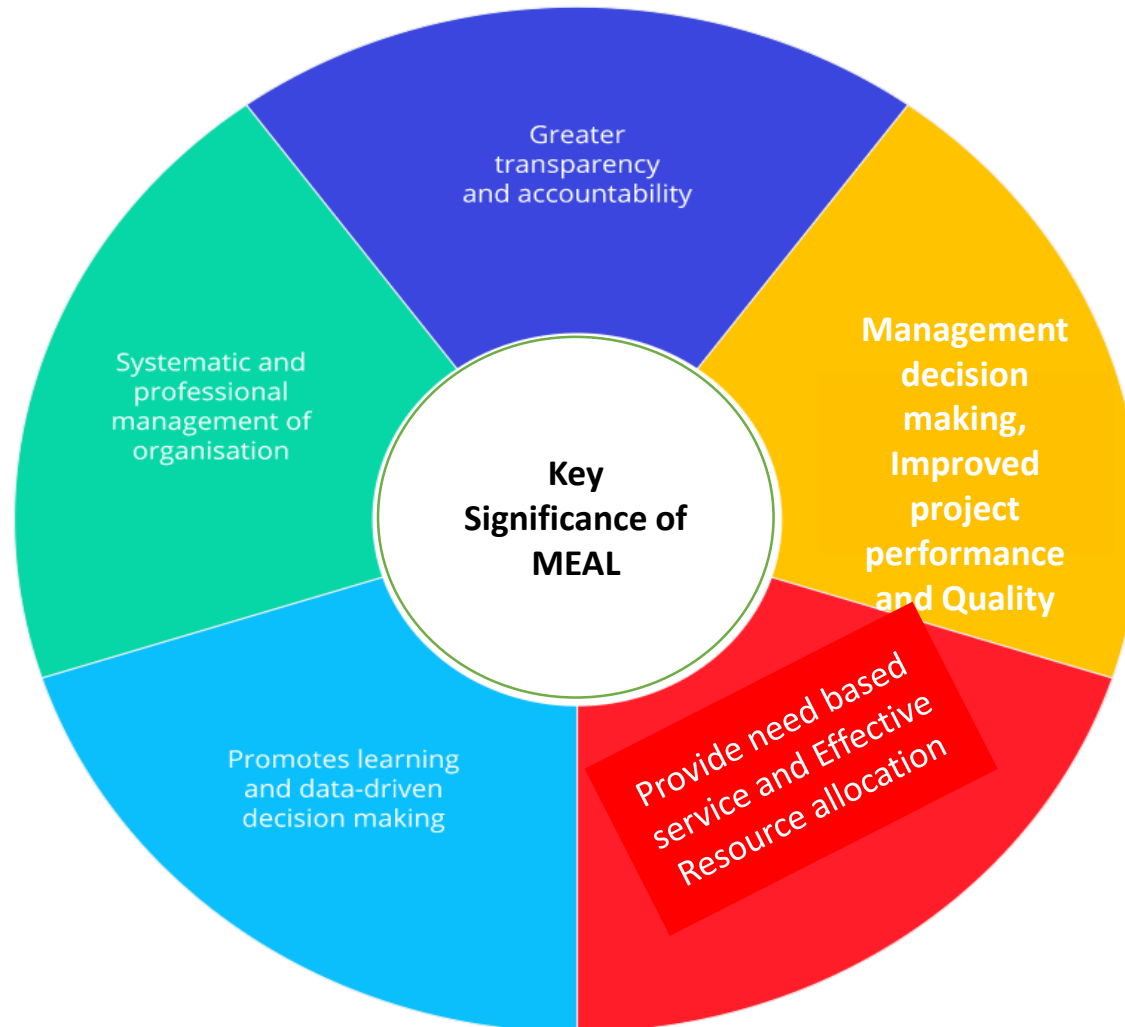 Greater
transparency
and accountability
Management
decision
making,
Improved
project
performance
and Quality
Systematic and
professional
management of
organisation
Key
Significance of
MEAL
Provide need based
service and Effective
Resource allocation
Promotes learning
and data-driven
decision making